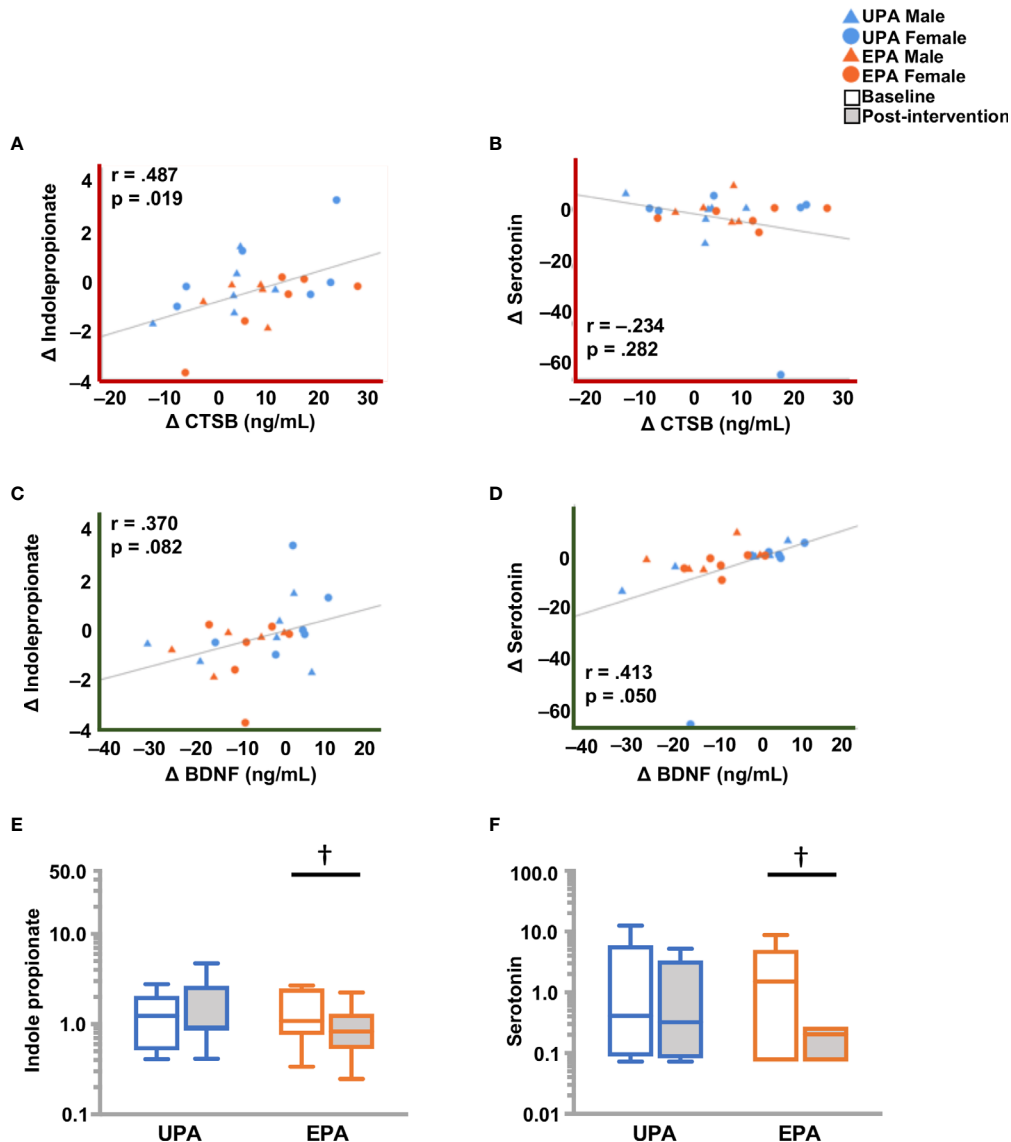 UPA Male
UPA Female
EPA Male
EPA Female
Baseline
Post-intervention
A
r = .487
p = .019
Δ Indolepropionate
4
2
0
–2
–4
–20
–10
0
10
20
30
Δ CTSB (ng/mL)
B
r = –.234
p = .282
Δ Serotonin
0
–20
–40
–60
–20
–10
0
10
20
30
Δ CTSB (ng/mL)
C
r = .370
p = .082
Δ Indolepropionate
4
2
0
–2
–4
–40
–30
–20
–10
0
10
20
Δ BDNF (ng/mL)
D
r = .413
p = .050
Δ Serotonin
0
–20
–40
–60
–40
–30
–20
–10
0
10
20
Δ BDNF (ng/mL)
E
†
Indole propionate
50.0
10.0
1.0
0.1
UPA
EPA
F
†
Serotonin
100.0
10.0
1.0
0.1
0.01
UPA
EPA